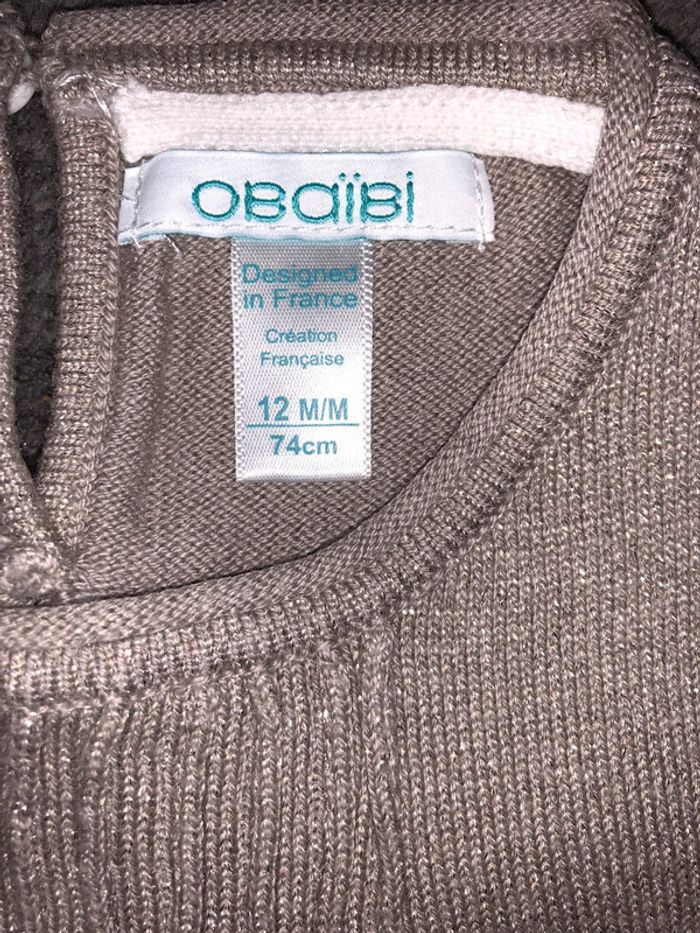 OBaïBi
Designed
in France
Création
Française
12 M/M
74cm